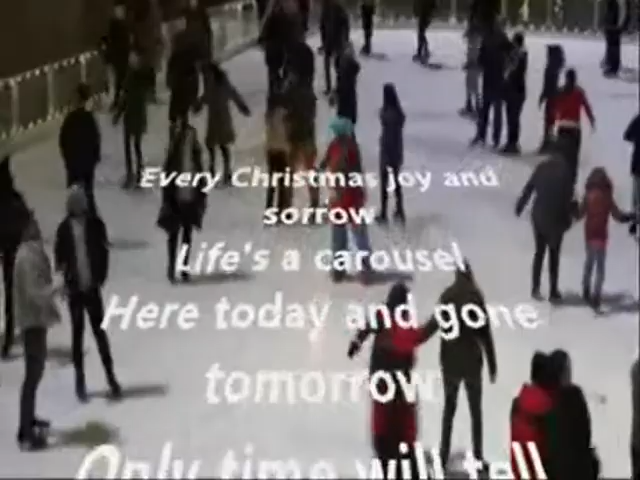 Every Christmas joy and
sorrow
Life's a carousel
Here today and gone
tomorrow
Only time will tell